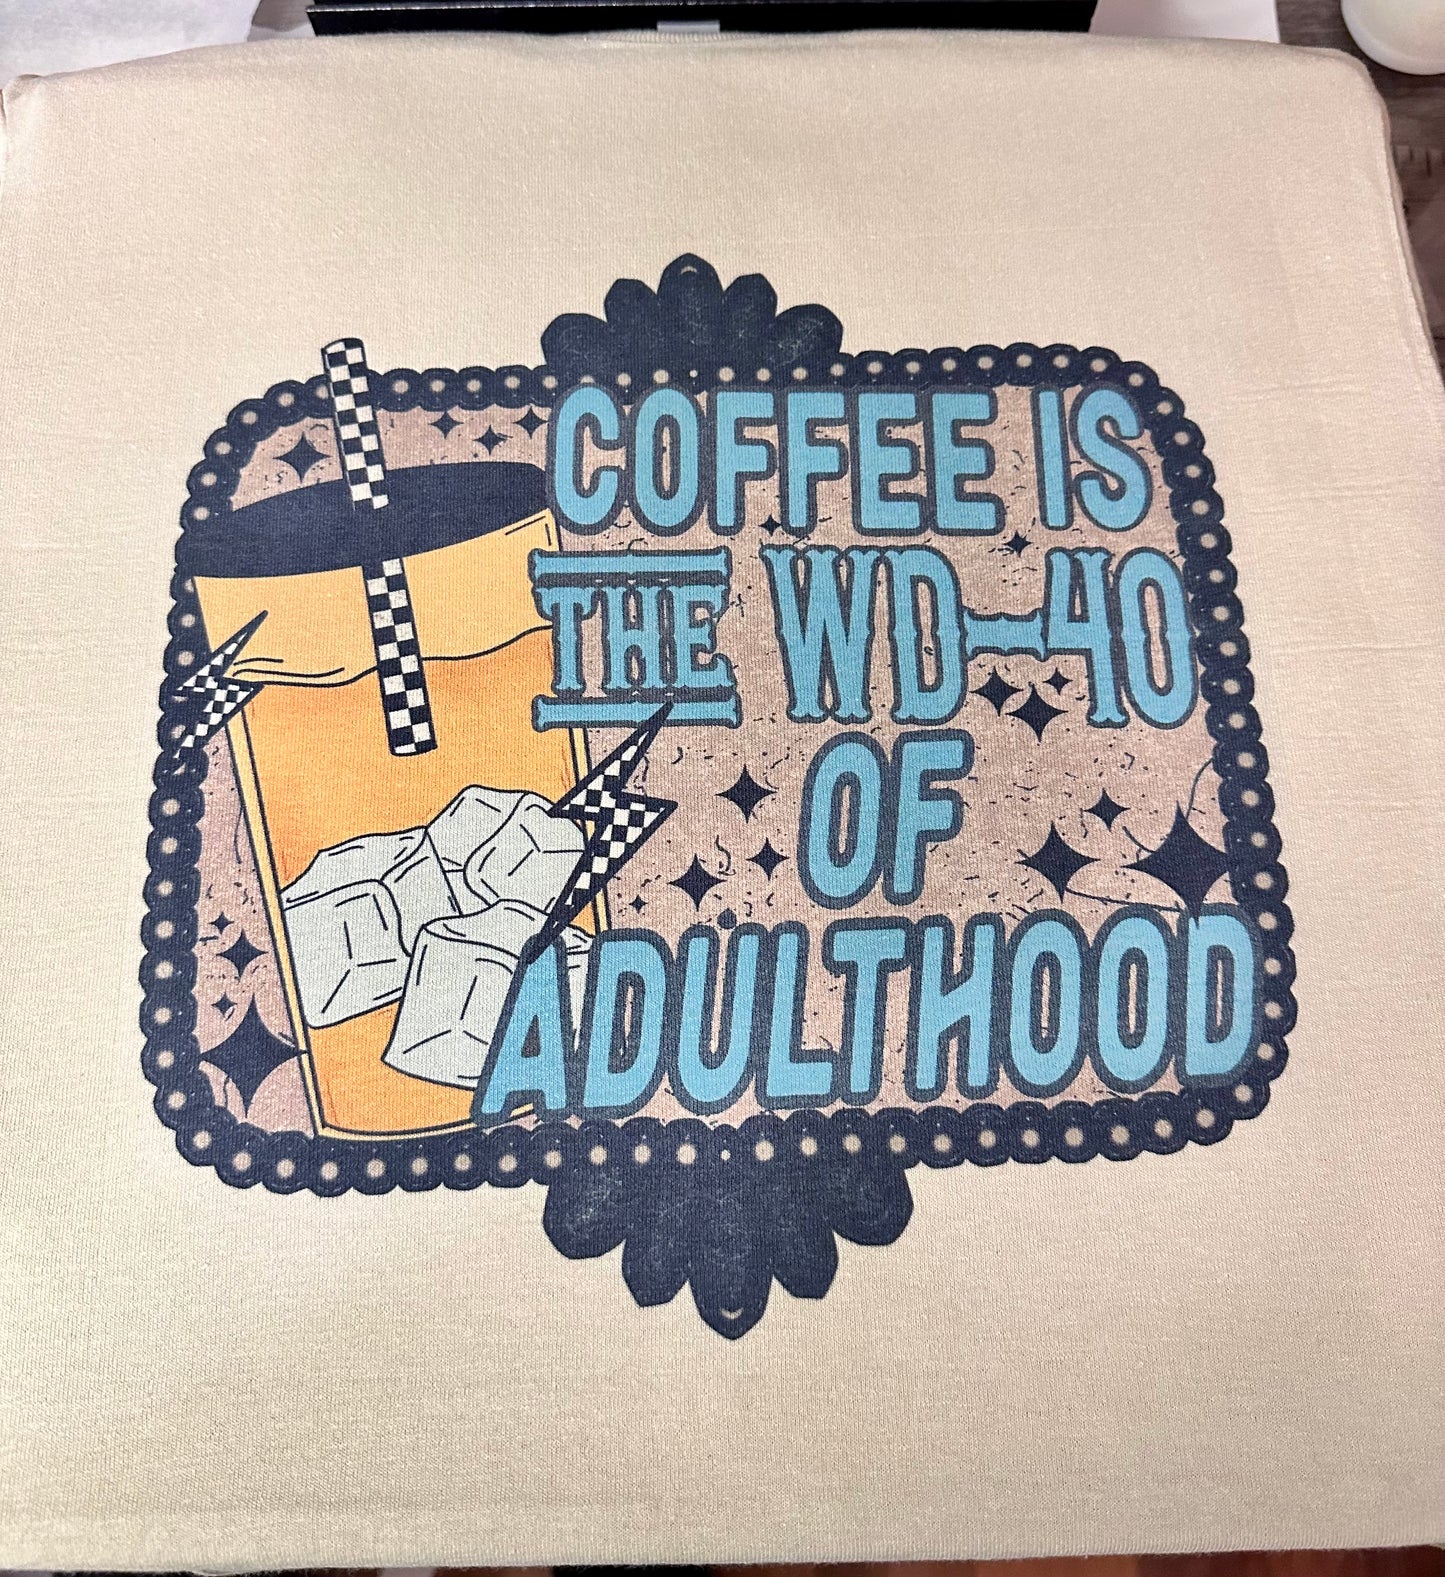 COFFEE IS
THE WD-40
OF
ADULTHOOD